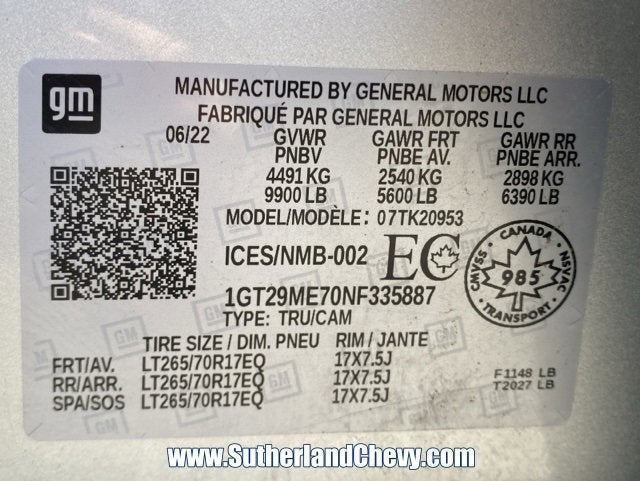 gm
MANUFACTURED BY GENERAL MOTORS LLC
FABRIQUÉ PAR GENERAL MOTORS LLC
06/22 GVWR GAWR FRT GAWR RR
PNBV PNBE AV. PNBE ARR.
4491 KG 2540 KG 2898 KG
9900 LB 5600 LB 6390 LB
MODEL/MODÈLE: 07TK20953
ICES/NMB-002 EC
CANADA
CMVSS 985 NSVAC
TRANSPORT
1GT29ME70NF335887
TYPE: TRU/CAM
TIRE SIZE / DIM. PNEU RIM / JANTE
FRT/AV. LT265/70R17EQ 17X7.5J
RR/ARR. LT265/70R17EQ 17X7.5J F1148 LB
SPA/SOS LT265/70R17EQ 17X7.5J T2027 LB
www.SutherlandChevy.com